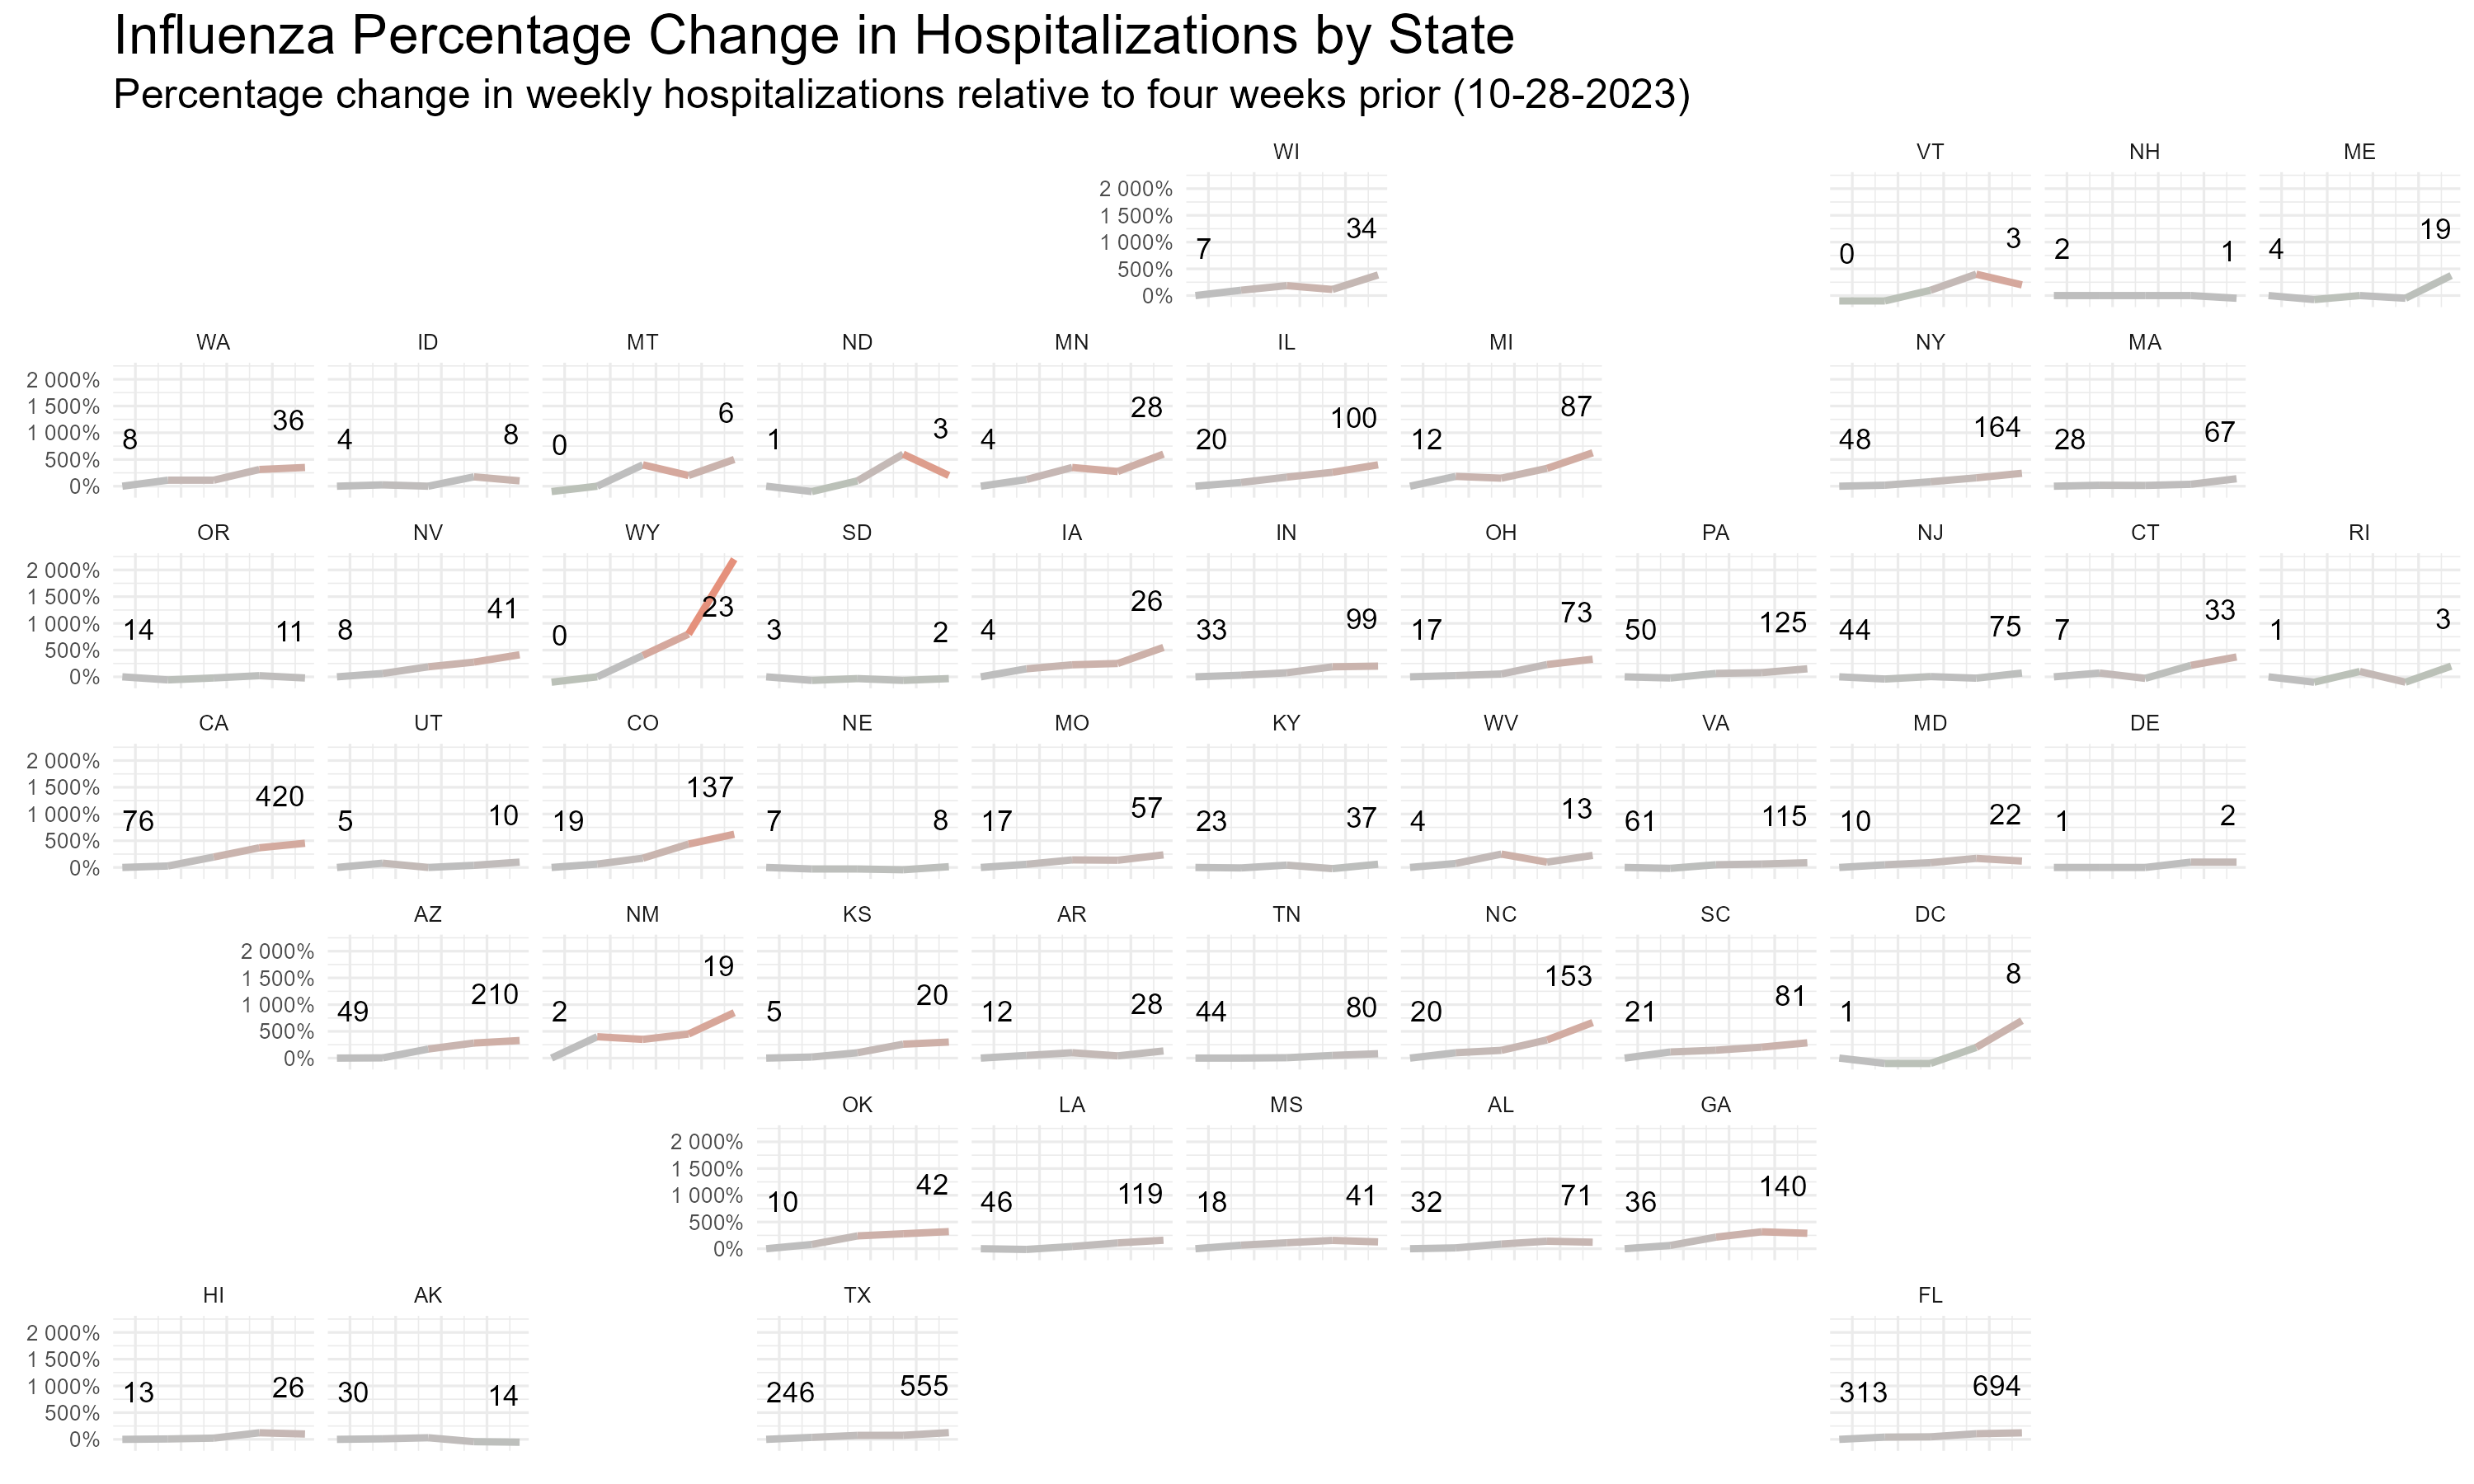 Influenza Percentage Change in Hospitalizations by State
Percentage change in weekly hospitalizations relative to four weeks prior (10-28-2023)
WI VT NH ME
2 000%
1 500%
1 000%
500%
0%
7 34 0 3 2 1 4 19
WA ID MT ND MN IL MI NY MA
2 000%
1 500%
1 000%
500%
0%
8 36 4 8 0 6 1 3 4 28 20 100 12 87 48 164 28 67
OR NV WY SD IA IN OH PA NJ CT RI
2 000%
1 500%
1 000%
500%
0%
14 11 8 41 0 23 3 2 4 26 33 99 17 73 50 125 44 75 7 33 1 3
CA UT CO NE MO KY WV VA MD DE
2 000%
1 500%
1 000%
500%
0%
76 420 5 10 19 137 7 8 17 57 23 37 4 13 61 115 10 22 1 2
AZ NM KS AR TN NC SC DC
2 000%
1 500%
1 000%
500%
0%
49 210 2 19 5 20 12 28 44 80 20 153 21 81 1 8
OK LA MS AL GA
2 000%
1 500%
1 000%
500%
0%
10 42 46 119 18 41 32 71 36 140
HI AK TX FL
2 000%
1 500%
1 000%
500%
0%
13 26 30 14 246 555 313 694